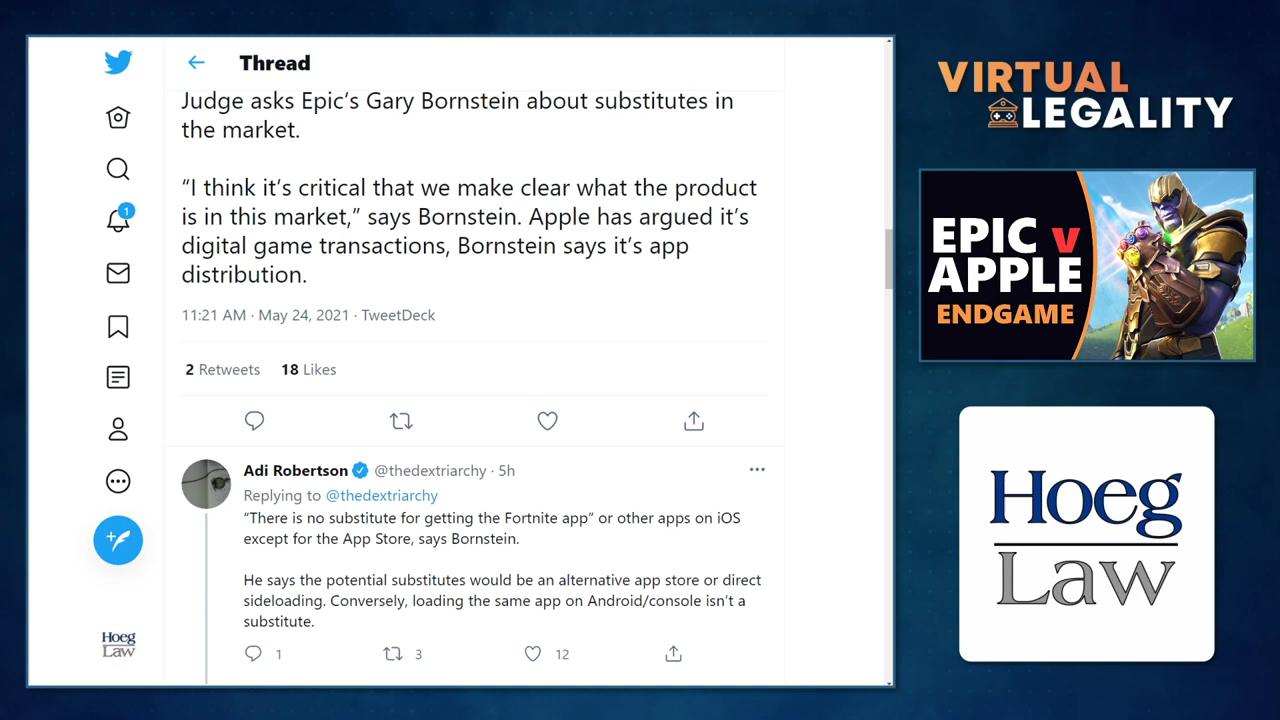 Thread
Judge asks Epic's Gary Bornstein about substitutes in
the market.
“I think it's critical that we make clear what the product
is in this market,” says Bornstein. Apple has argued it's
digital game transactions, Bornstein says it's app
distribution.
11:21 AM · May 24, 2021 · TweetDeck
2 Retweets 18 Likes
Adi Robertson @thedextriarchy · 5h
Replying to @thedextriarchy
“There is no substitute for getting the Fortnite app” or other apps on iOS
except for the App Store, says Bornstein.
He says the potential substitutes would be an alternative app store or direct
sideloading. Conversely, loading the same app on Android/console isn't a
substitute.
1 3 12
1
Hoeg
Law
VIRTUAL
LEGALITY
EPIC v
APPLE
ENDGAME
Hoeg
Law